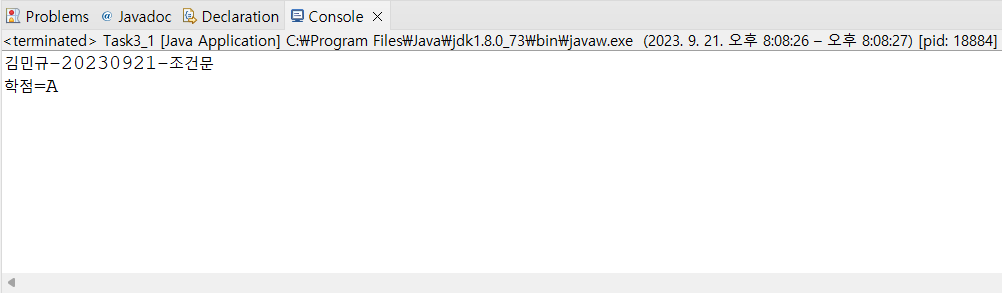 Problems @ Javadoc Declaration Console
<terminated> Task3_1 [Java Application] C:₩Program Files₩Java₩jdk1.8.0_73₩bin₩javaw.exe (2023. 9. 21. 오후 8:08:26 – 오후 8:08:27) [pid: 18884]
김민규-20230921-조건문
학점=A